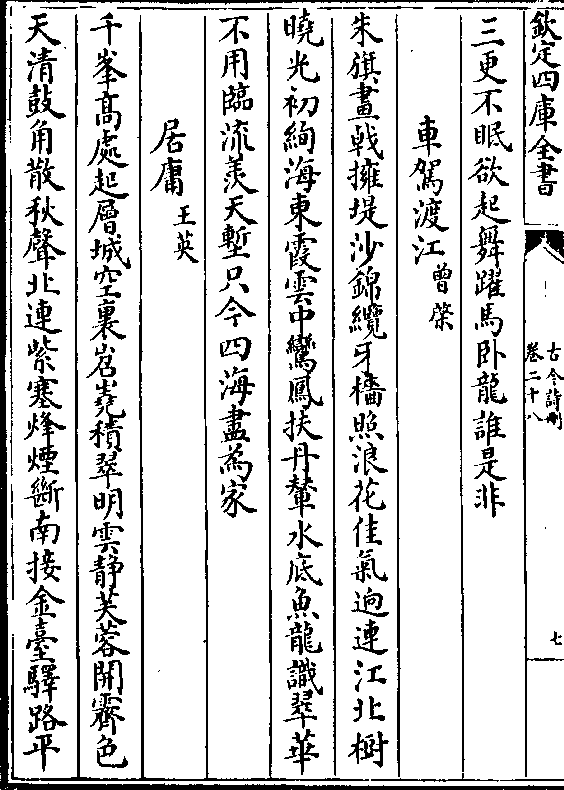 欽定四庫全書
古今詩刪
卷二十八
七
三更不眠欲起舞躍馬臥龍誰是非
車駕渡江 曾棨
朱旗畫戟擁堤沙錦纜牙檣照浪花佳氣迥連江北樹
曉光初絢海東霞雲中鸞鳳扶丹輦水底魚龍識翠華
不用臨流羨天塹只今四海盡為家
居庸 王英
千峯高處起層城空裏岧嶤積翠明雲靜芙蓉開霽色
天清鼓角散秋聲北連紫塞烽煙斷南接金臺驛路平